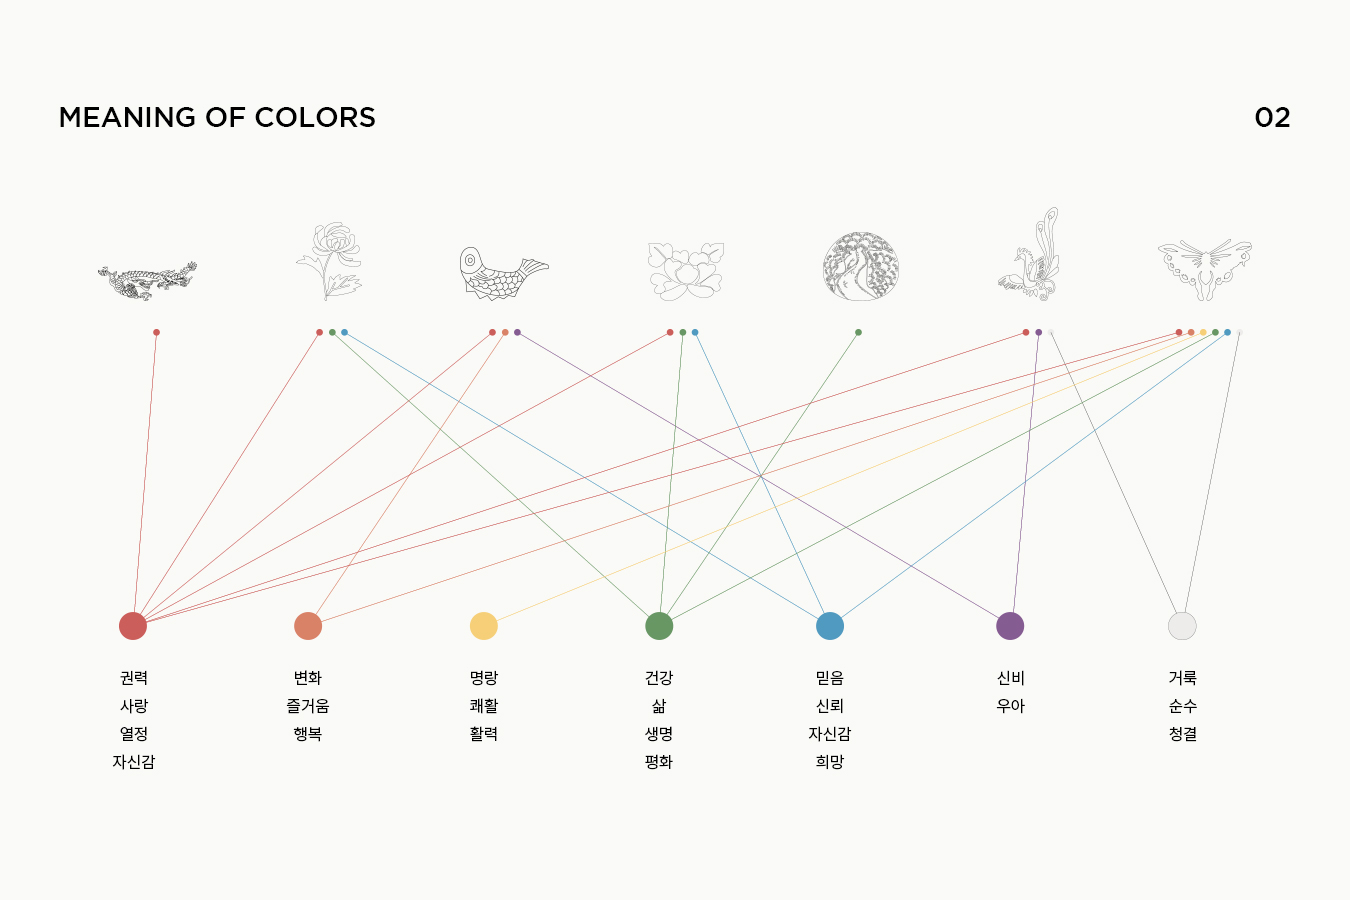 MEANING OF COLORS
02
권력
사랑
열정
자신감
변화
즐거움
행복
명랑
쾌활
활력
건강
삶
생명
평화
믿음
신뢰
자신감
희망
신비
우아
거룩
순수
청결